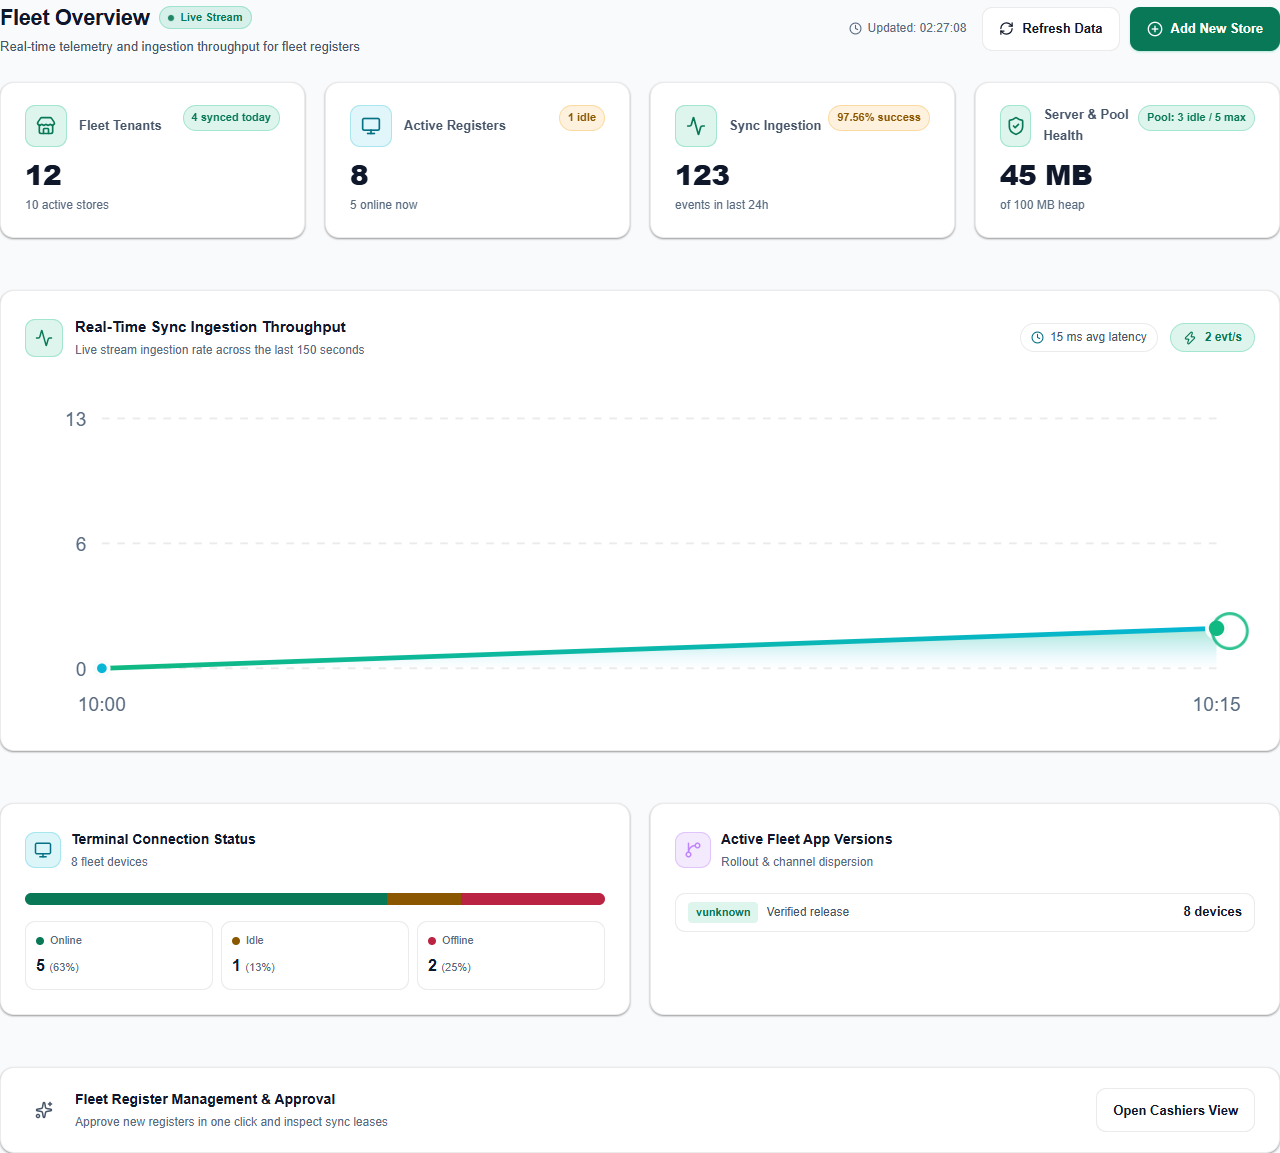 Fleet Overview
Live Stream
Real-time telemetry and ingestion throughput for fleet registers
Updated: 02:27:08
Refresh Data
Add New Store
Fleet Tenants
4 synced today
12
10 active stores
Active Registers
1 idle
8
5 online now
Sync Ingestion
97.56% success
123
events in last 24h
Server & Pool
Health
Pool: 3 idle / 5 max
45 MB
of 100 MB heap
Real-Time Sync Ingestion Throughput
Live stream ingestion rate across the last 150 seconds
15 ms avg latency
2 evt/s
13
6
0
10:00
10:15
Terminal Connection Status
8 fleet devices
Online
5 (63%)
Idle
1 (13%)
Offline
2 (25%)
Active Fleet App Versions
Rollout & channel dispersion
vunknown
Verified release
8 devices
Fleet Register Management & Approval
Approve new registers in one click and inspect sync leases
Open Cashiers View